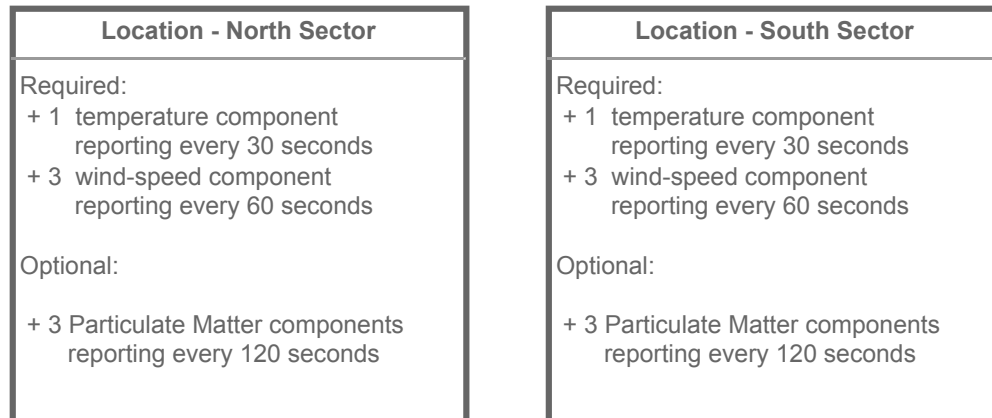 Location - North Sector
Required:
+ 1 temperature component
reporting every 30 seconds
+ 3 wind-speed component
reporting every 60 seconds
Optional:
+ 3 Particulate Matter components
reporting every 120 seconds
Location - South Sector
Required:
+ 1 temperature component
reporting every 30 seconds
+ 3 wind-speed component
reporting every 60 seconds
Optional:
+ 3 Particulate Matter components
reporting every 120 seconds